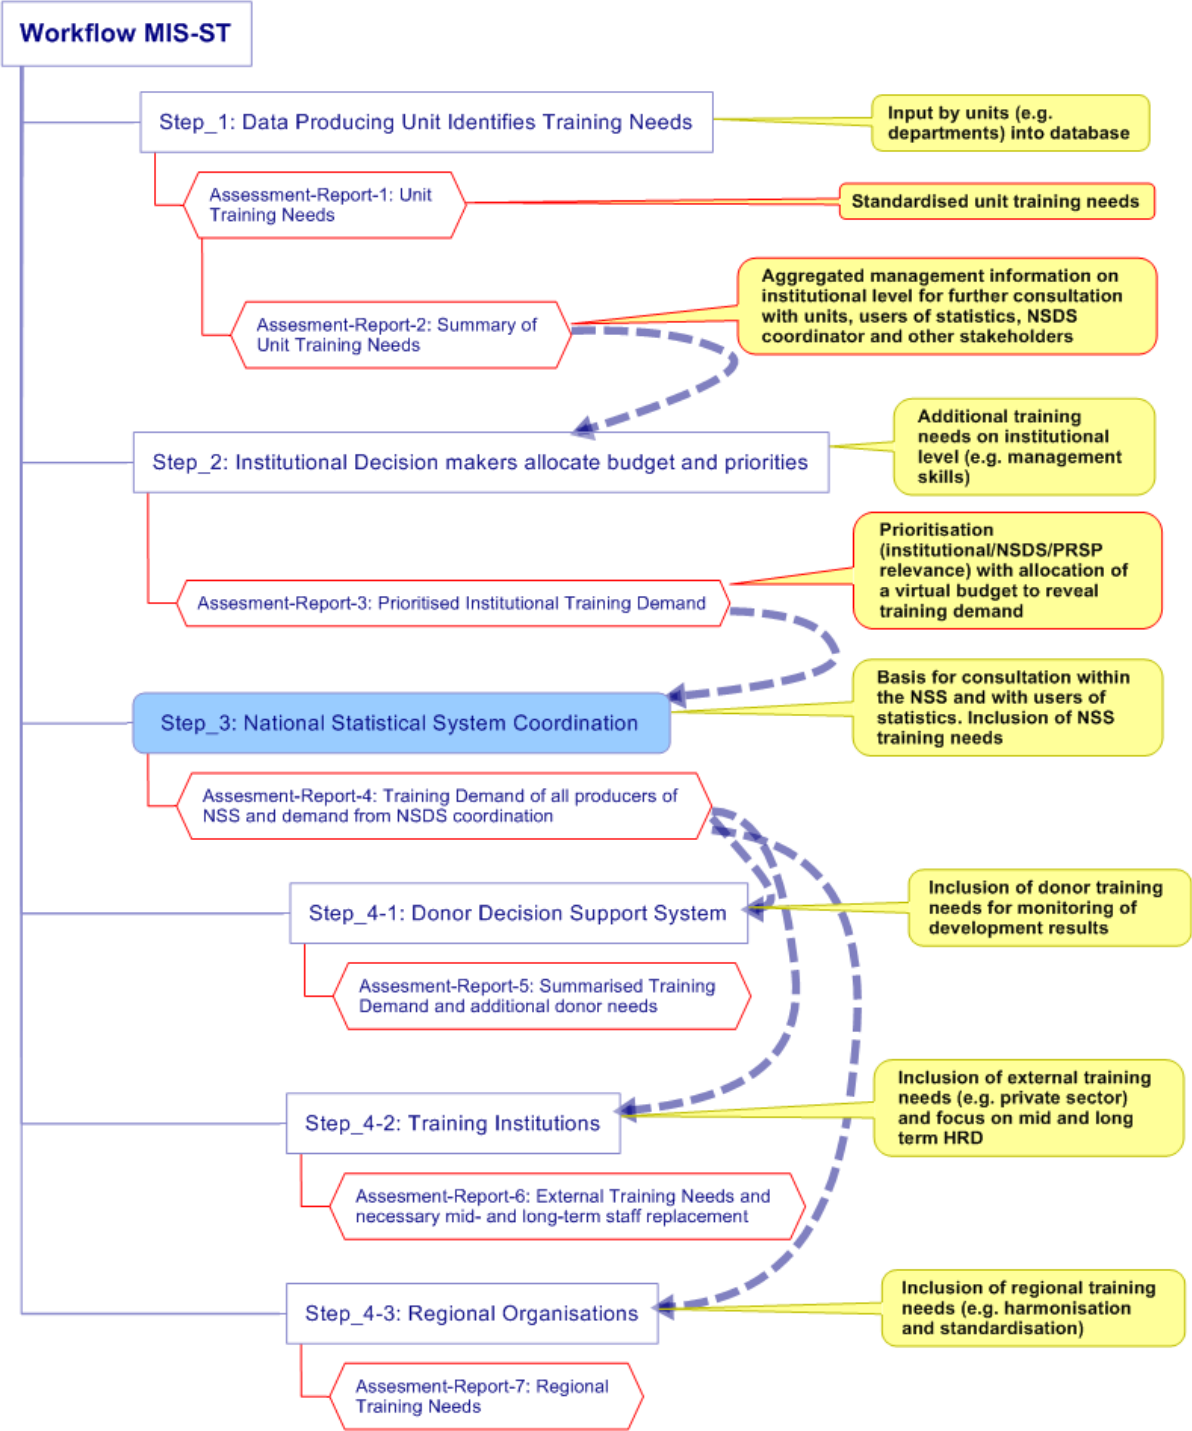 Workflow MIS-ST
Step_1: Data Producing Unit Identifies Training Needs
Input by units (e.g.
departments) into database
Assessment-Report-1: Unit
Training Needs
Standardised unit training needs
Assesment-Report-2: Summary of
Unit Training Needs
Aggregated management information on
institutional level for further consultation
with units, users of statistics, NSDS
coordinator and other stakeholders
Step_2: Institutional Decision makers allocate budget and priorities
Additional training
needs on institutional
level (e.g. management
skills)
Assesment-Report-3: Prioritised Institutional Training Demand
Prioritisation
(institutional/NSDS/PRSP
relevance) with allocation of
a virtual budget to reveal
training demand
Step_3: National Statistical System Coordination
Basis for consultation within
the NSS and with users of
statistics. Inclusion of NSS
training needs
Assesment-Report-4: Training Demand of all producers of
NSS and demand from NSDS coordination
Step_4-1: Donor Decision Support System
Inclusion of donor training
needs for monitoring of
development results
Assesment-Report-5: Summarised Training
Demand and additional donor needs
Step_4-2: Training Institutions
Inclusion of external training
needs (e.g. private sector)
and focus on mid and long
term HRD
Assesment-Report-6: External Training Needs and
necessary mid- and long-term staff replacement
Step_4-3: Regional Organisations
Inclusion of regional training
needs (e.g. harmonisation
and standardisation)
Assesment-Report-7: Regional
Training Needs